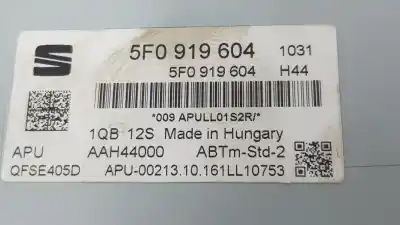 5F0 919 604 1031
5F0 919 604 H44
*009 APULL01S2R/*
1QB 12S Made in Hungary
APU AAH44000 ABTm-Std-2
QFSE405D APU-00213.10.161LL10753